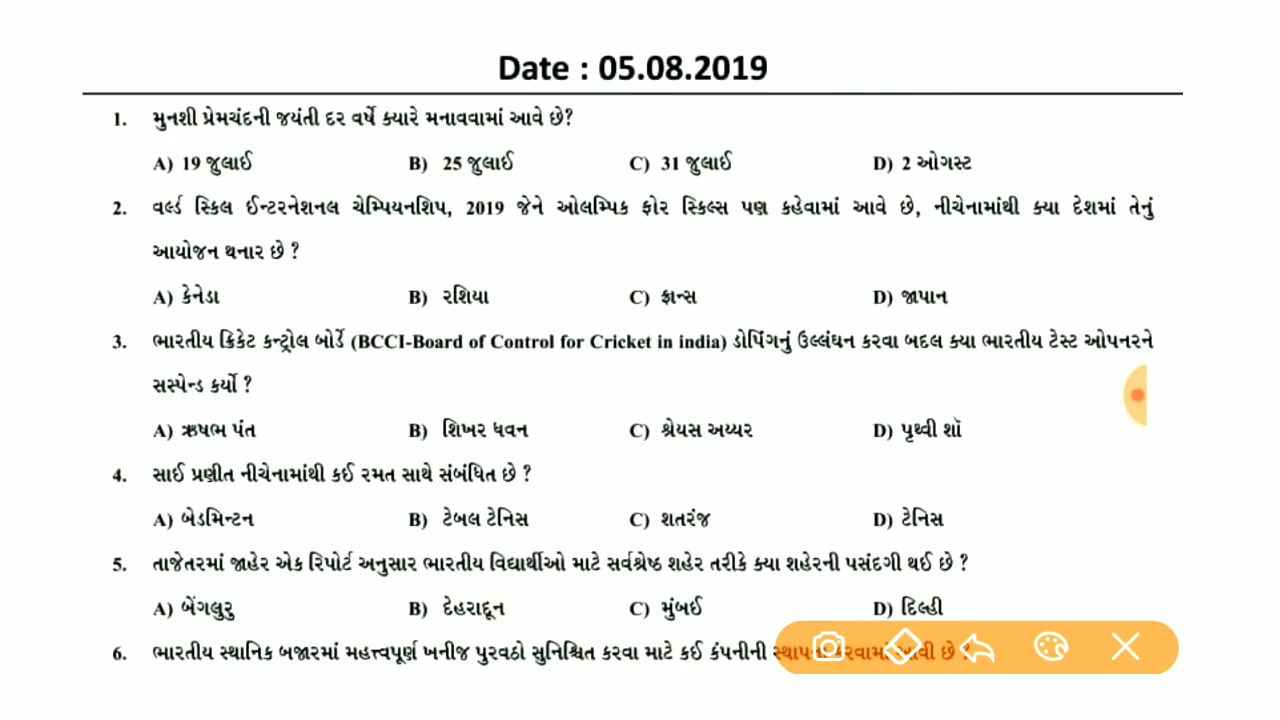 Date : 05.08.2019
1. મુનશી પ્રેમચંદની જયંતી દર વર્ષે ક્યારે મનાવવામાં આવે છે?
A) 19 જુલાઈ B) 25 જુલાઈ C) 31 જુલાઈ D) 2 ઓગસ્ટ
2. વર્લ્ડ સ્કિલ ઈન્ટરનેશનલ ચેમ્પિયનશિપ, 2019 જેને ઓલમ્પિક ફોર સ્કિલ્સ પણ કહેવામાં આવે છે, નીચેનામાંથી ક્યા દેશમાં તેનું
આયોજન થનાર છે ?
A) કેનેડા B) રશિયા C) ફ્રાન્સ D) જાપાન
3. ભારતીય ક્રિકેટ કન્ટ્રોલ બોર્ડે (BCCI-Board of Control for Cricket in india) ડોપિંગનું ઉલ્લંઘન કરવા બદલ ક્યા ભારતીય ટેસ્ટ ઓપનરને
સસ્પેન્ડ કર્યો ?
A) ઋષભ પંત B) શિખર ધવન C) શ્રેયસ અય્યર D) પૃથ્વી શૉ
4. સાઈ પ્રણીત નીચેનામાંથી કઈ રમત સાથે સંબંધિત છે ?
A) બેડમિન્ટન B) ટેબલ ટેનિસ C) શતરંજ D) ટેનિસ
5. તાજેતરમાં જાહેર એક રિપોર્ટ અનુસાર ભારતીય વિદ્યાર્થીઓ માટે સર્વશ્રેષ્ઠ શહેર તરીકે ક્યા શહેરની પસંદગી થઈ છે ?
A) બેંગલુરુ B) દેહરાદૂન C) મુંબઈ D) દિલ્હી
6. ભારતીય સ્થાનિક બજારમાં મહત્ત્વપૂર્ણ ખનીજ પુરવઠો સુનિશ્ચિત કરવા માટે કઈ કંપનીની સ્થાપના કરવામાં આવી છે ?